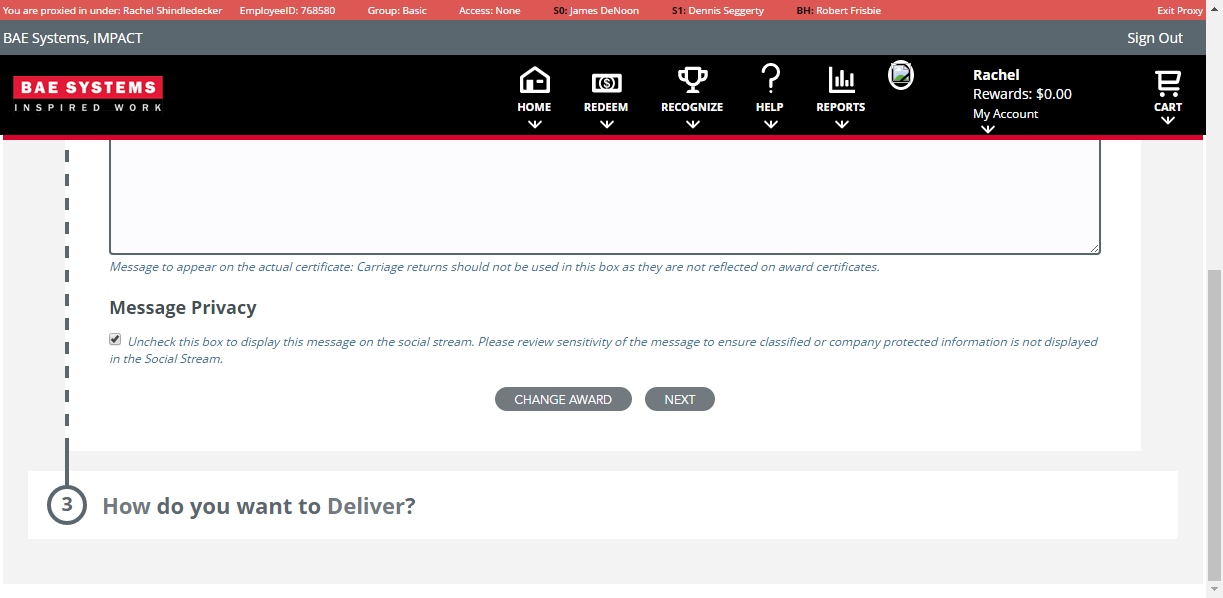 You are proxied in under: Rachel Shindledecker EmployeeID: 768580 Group: Basic Access: None S0: James DeNoon S1: Dennis Seggerty BH: Robert Frisbie Exit Proxy
BAE Systems, IMPACT Sign Out
BAE SYSTEMS
INSPIRED WORK
HOME REDEEM RECOGNIZE HELP REPORTS
Rachel
Rewards: $0.00
My Account
CART
Message to appear on the actual certificate: Carriage returns should not be used in this box as they are not reflected on award certificates.
Message Privacy
Uncheck this box to display this message on the social stream. Please review sensitivity of the message to ensure classified or company protected information is not displayed
in the Social Stream.
CHANGE AWARD NEXT
3 How do you want to Deliver?